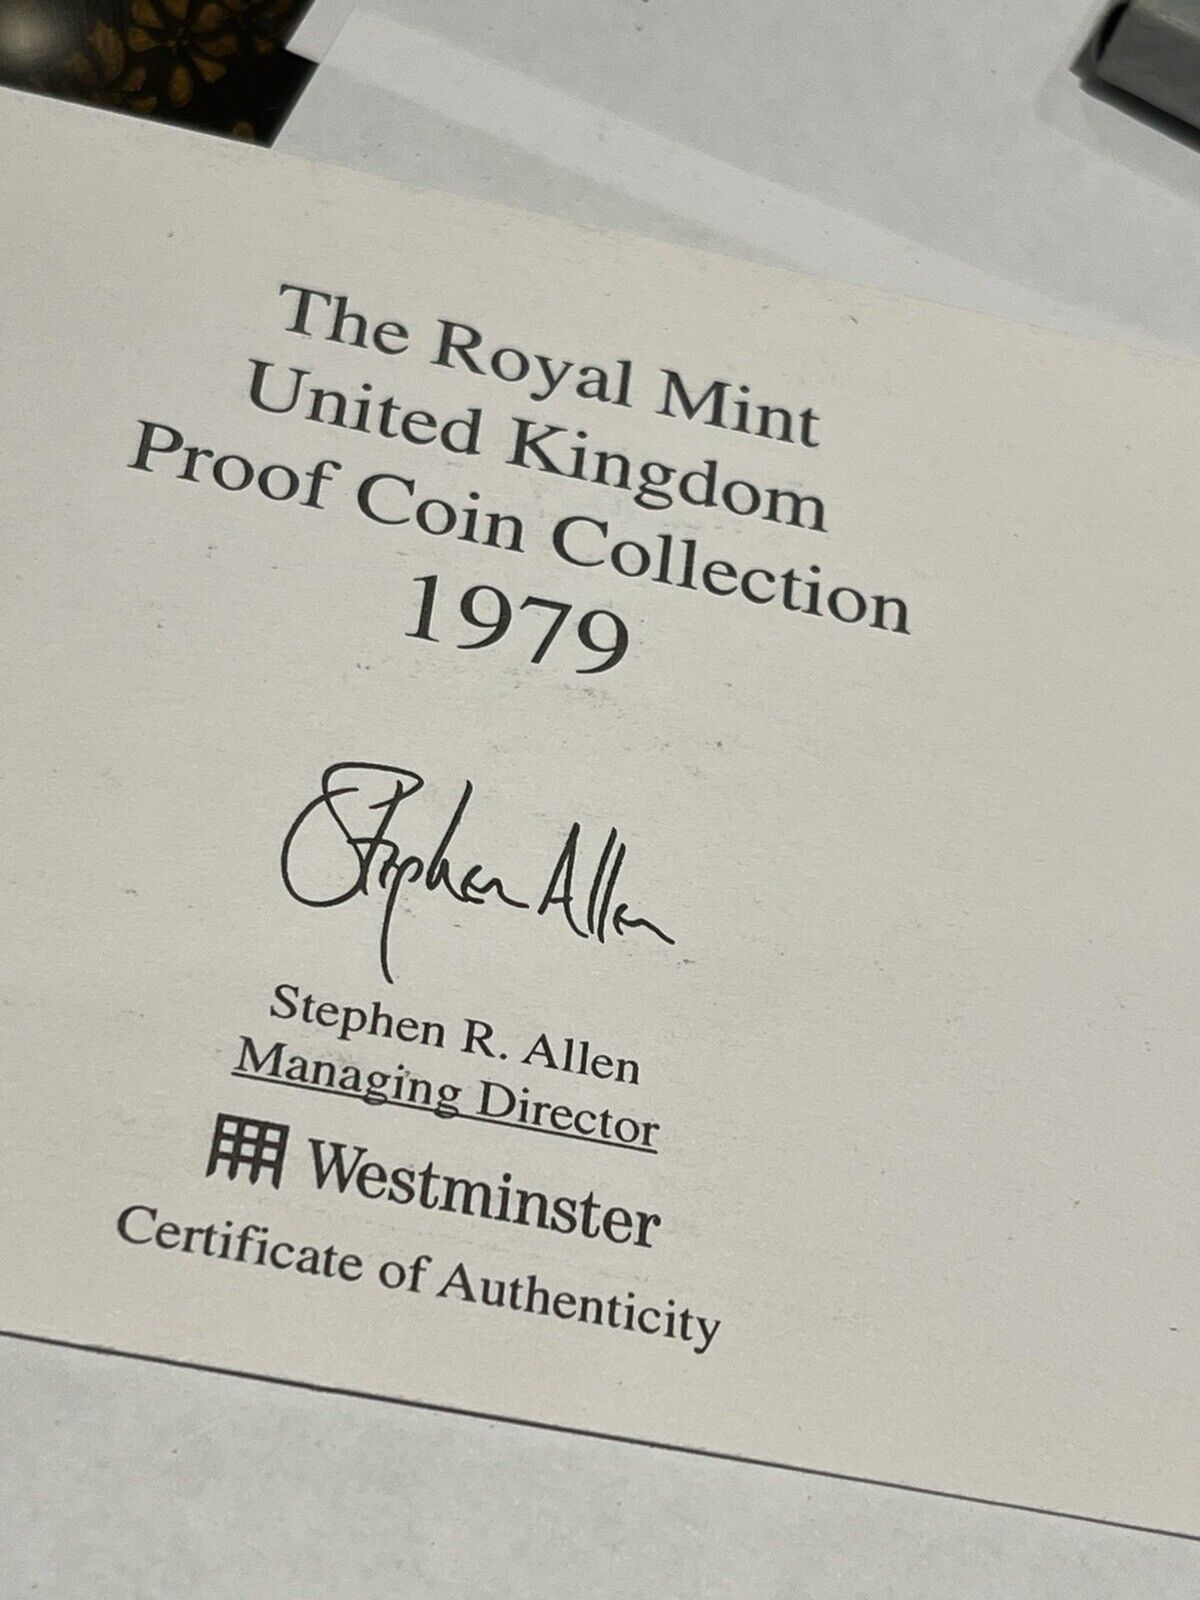 The Royal Mint
United Kingdom
Proof Coin Collection
1979
Stephen Allen
Stephen R. Allen
Managing Director
Westminster
Certificate of Authenticity